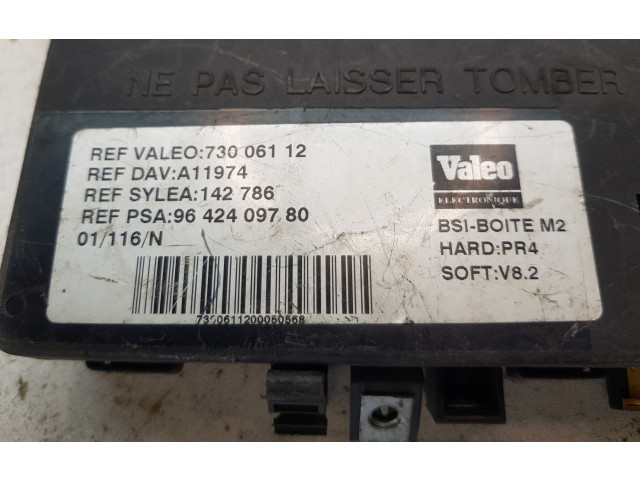 NE PAS LAISSER TOMBER
REF VALEO:730 061 12
REF DAV:A11974
REF SYLEA:142 786
REF PSA:96 424 097 80
01/116/N
Valeo
ELECTRONIQUE
BSI-BOITE M2
HARD:PR4
SOFT:V8.2
7300611200060568